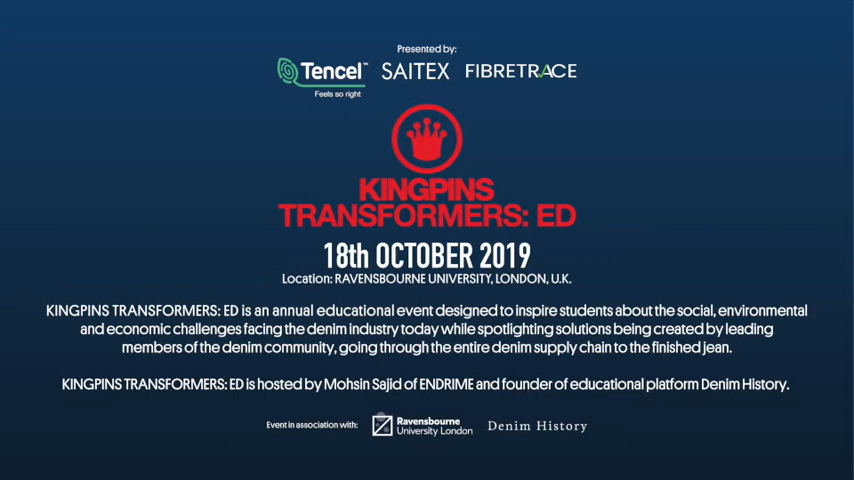 Presented by:
Tencel™ SAITEX FIBRETRACE
Feels so right
KINGPINS
TRANSFORMERS: ED
18th OCTOBER 2019
Location: RAVENSBOURNE UNIVERSITY, LONDON, U.K.
KINGPINS TRANSFORMERS: ED is an annual educational event designed to inspire students about the social, environmental
and economic challenges facing the denim industry today while spotlighting solutions being created by leading
members of the denim community, going through the entire denim supply chain to the finished jean.
KINGPINS TRANSFORMERS: ED is hosted by Mohsin Sajid of ENDRIME and founder of educational platform Denim History.
Event in association with: Ravensbourne
University London Denim History